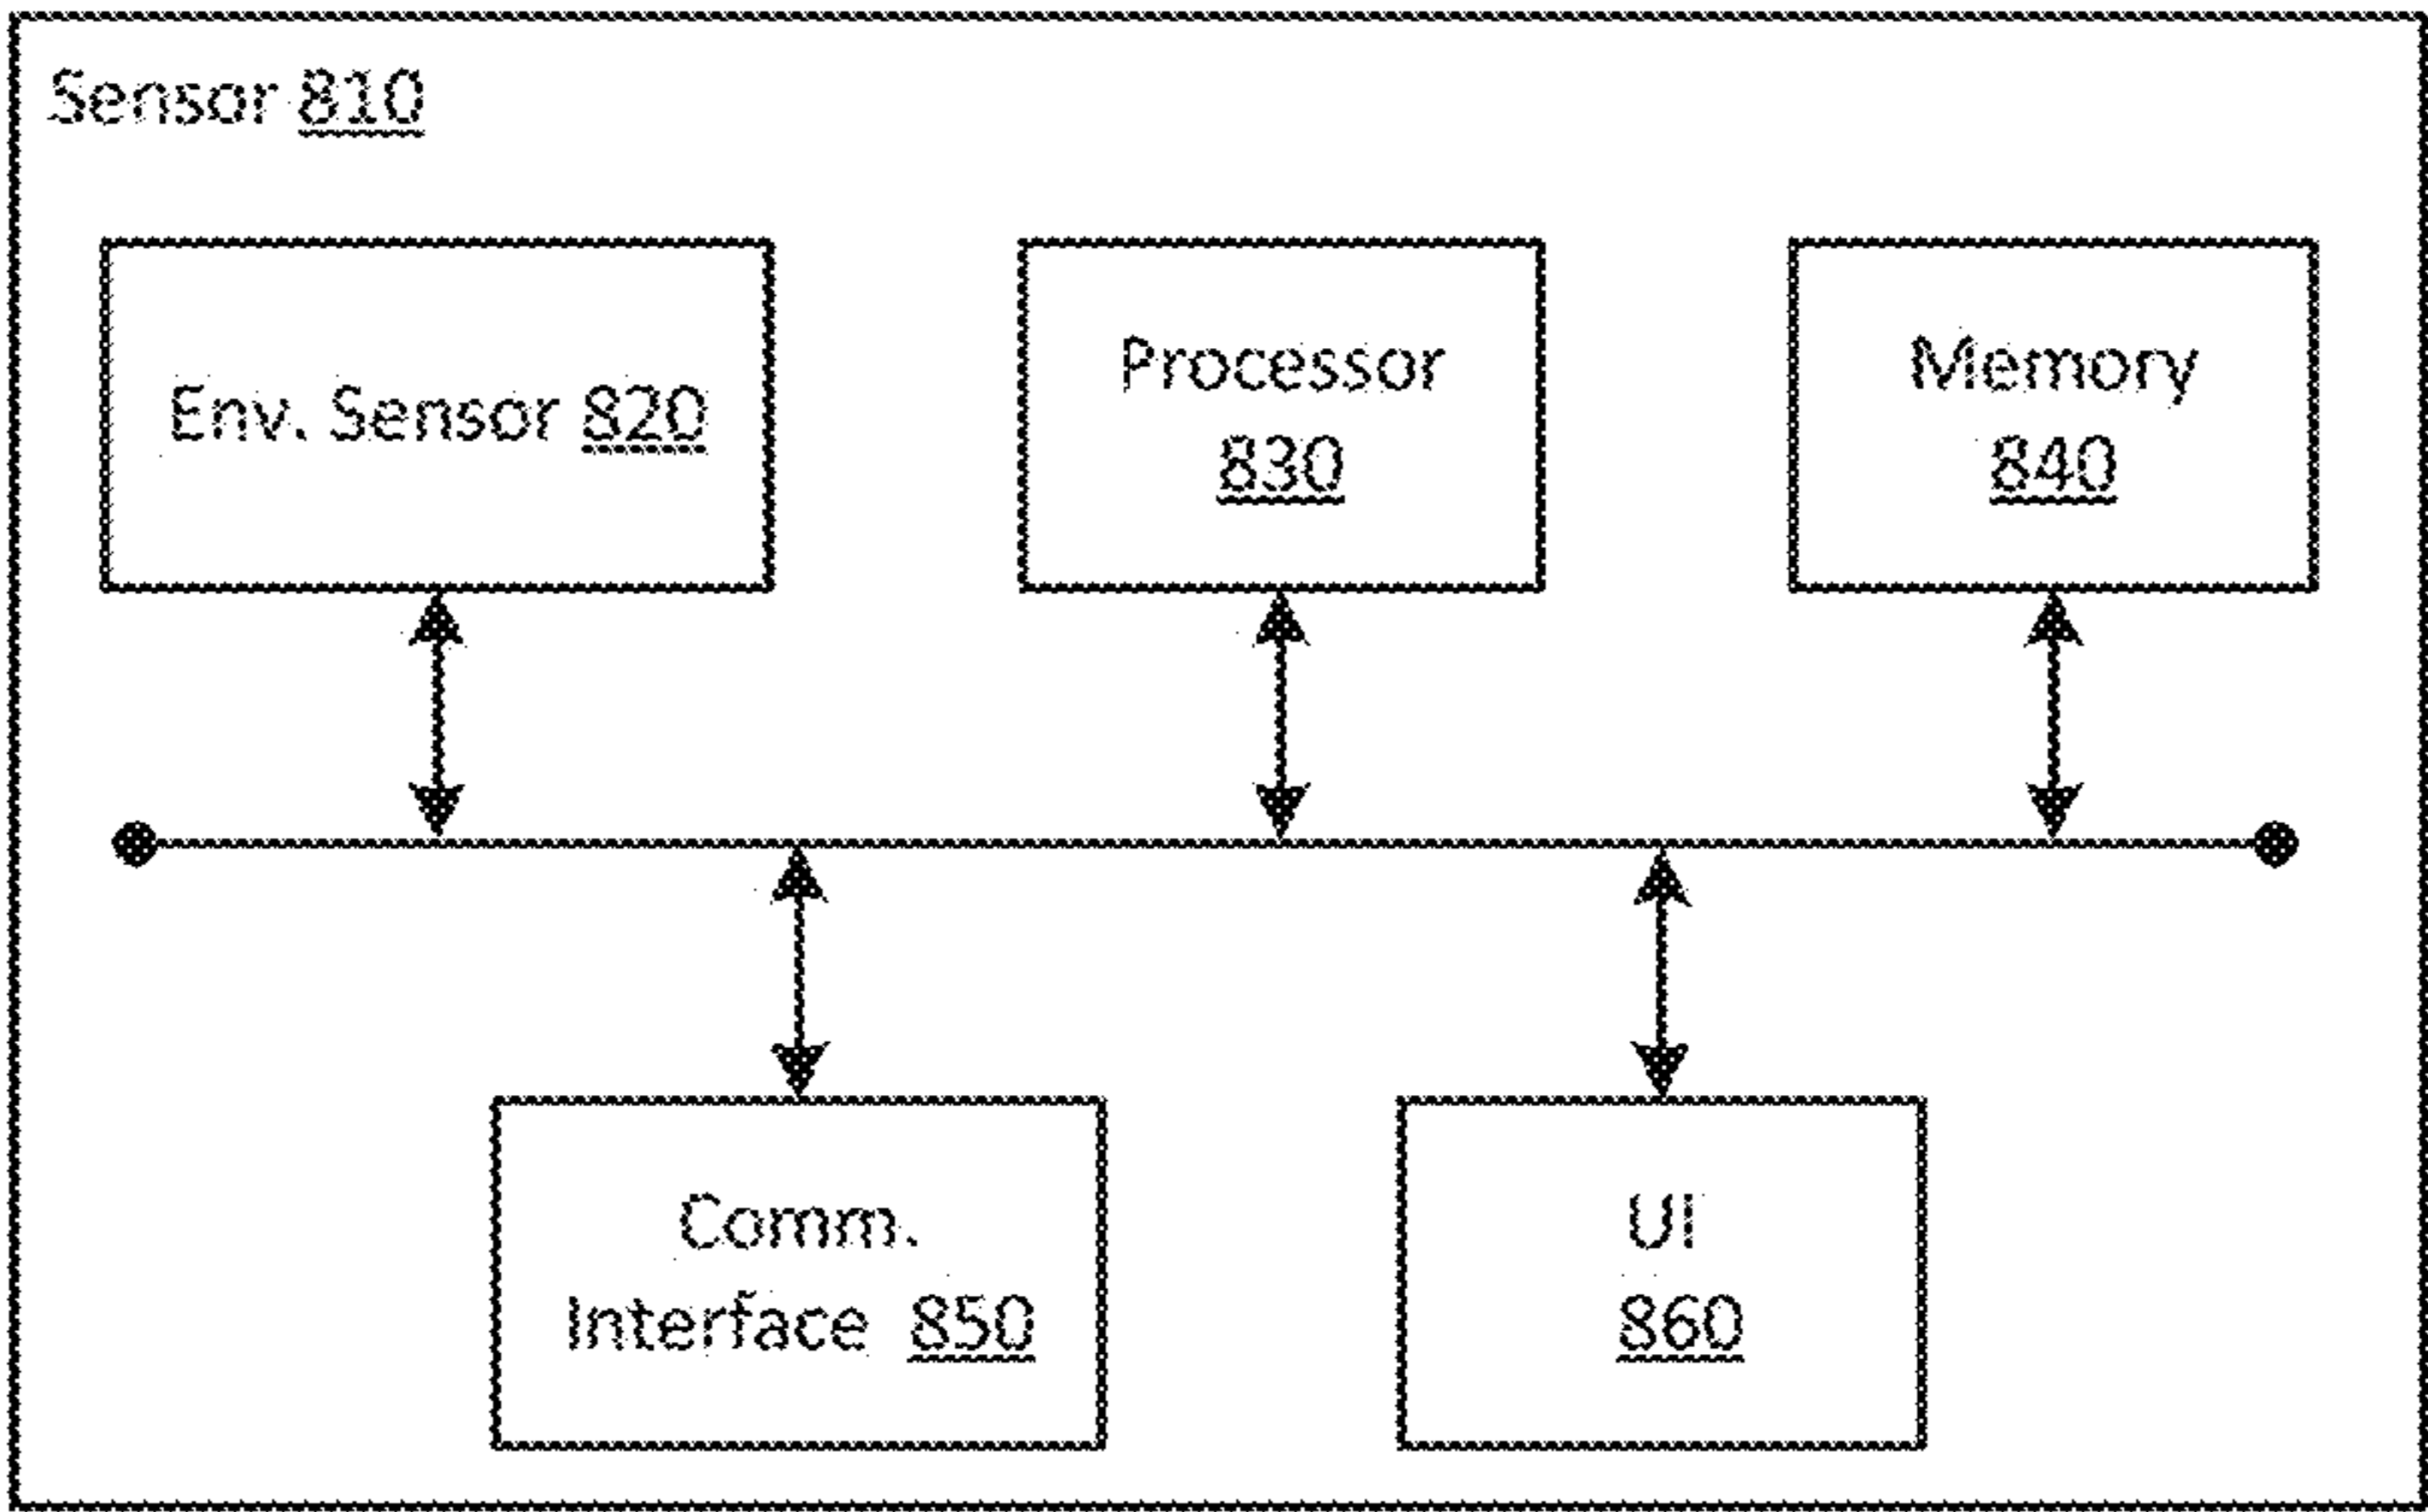 Sensor 810
Env. Sensor 820
Processor
830
Memory
840
Comm.
Interface 850
UI
860